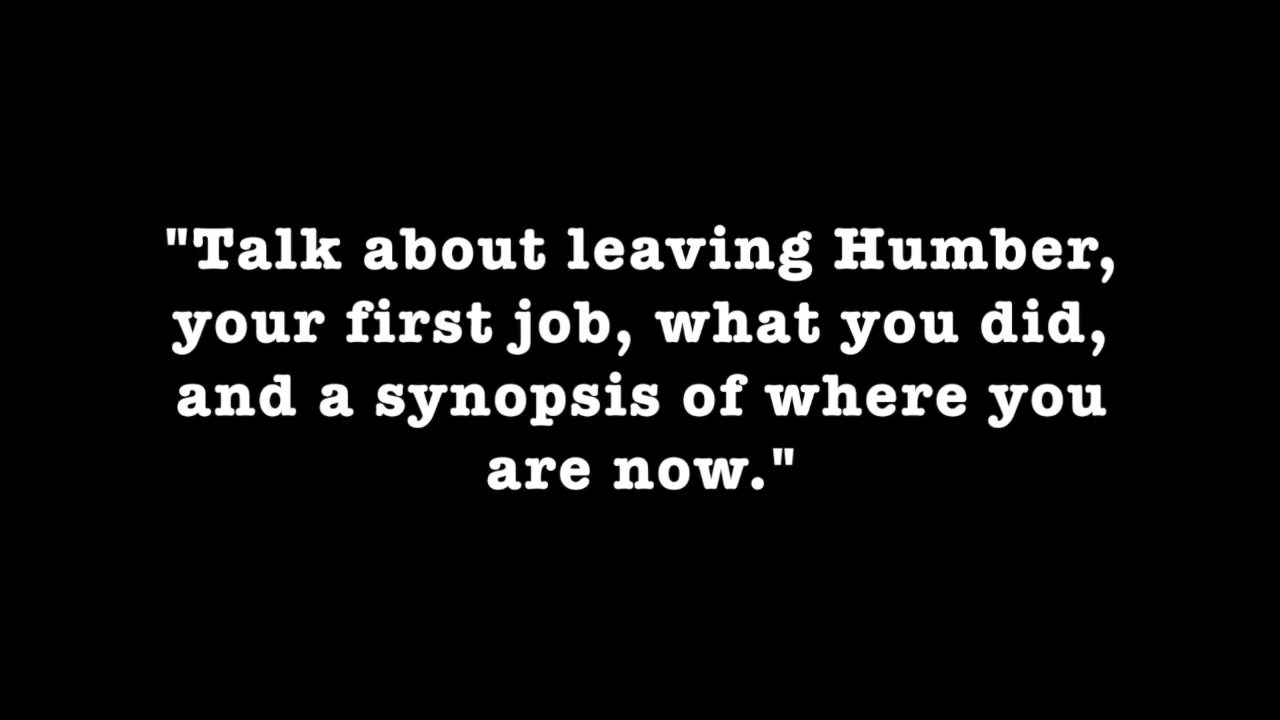 "Talk about leaving Humber,
your first job, what you did,
and a synopsis of where you
are now."